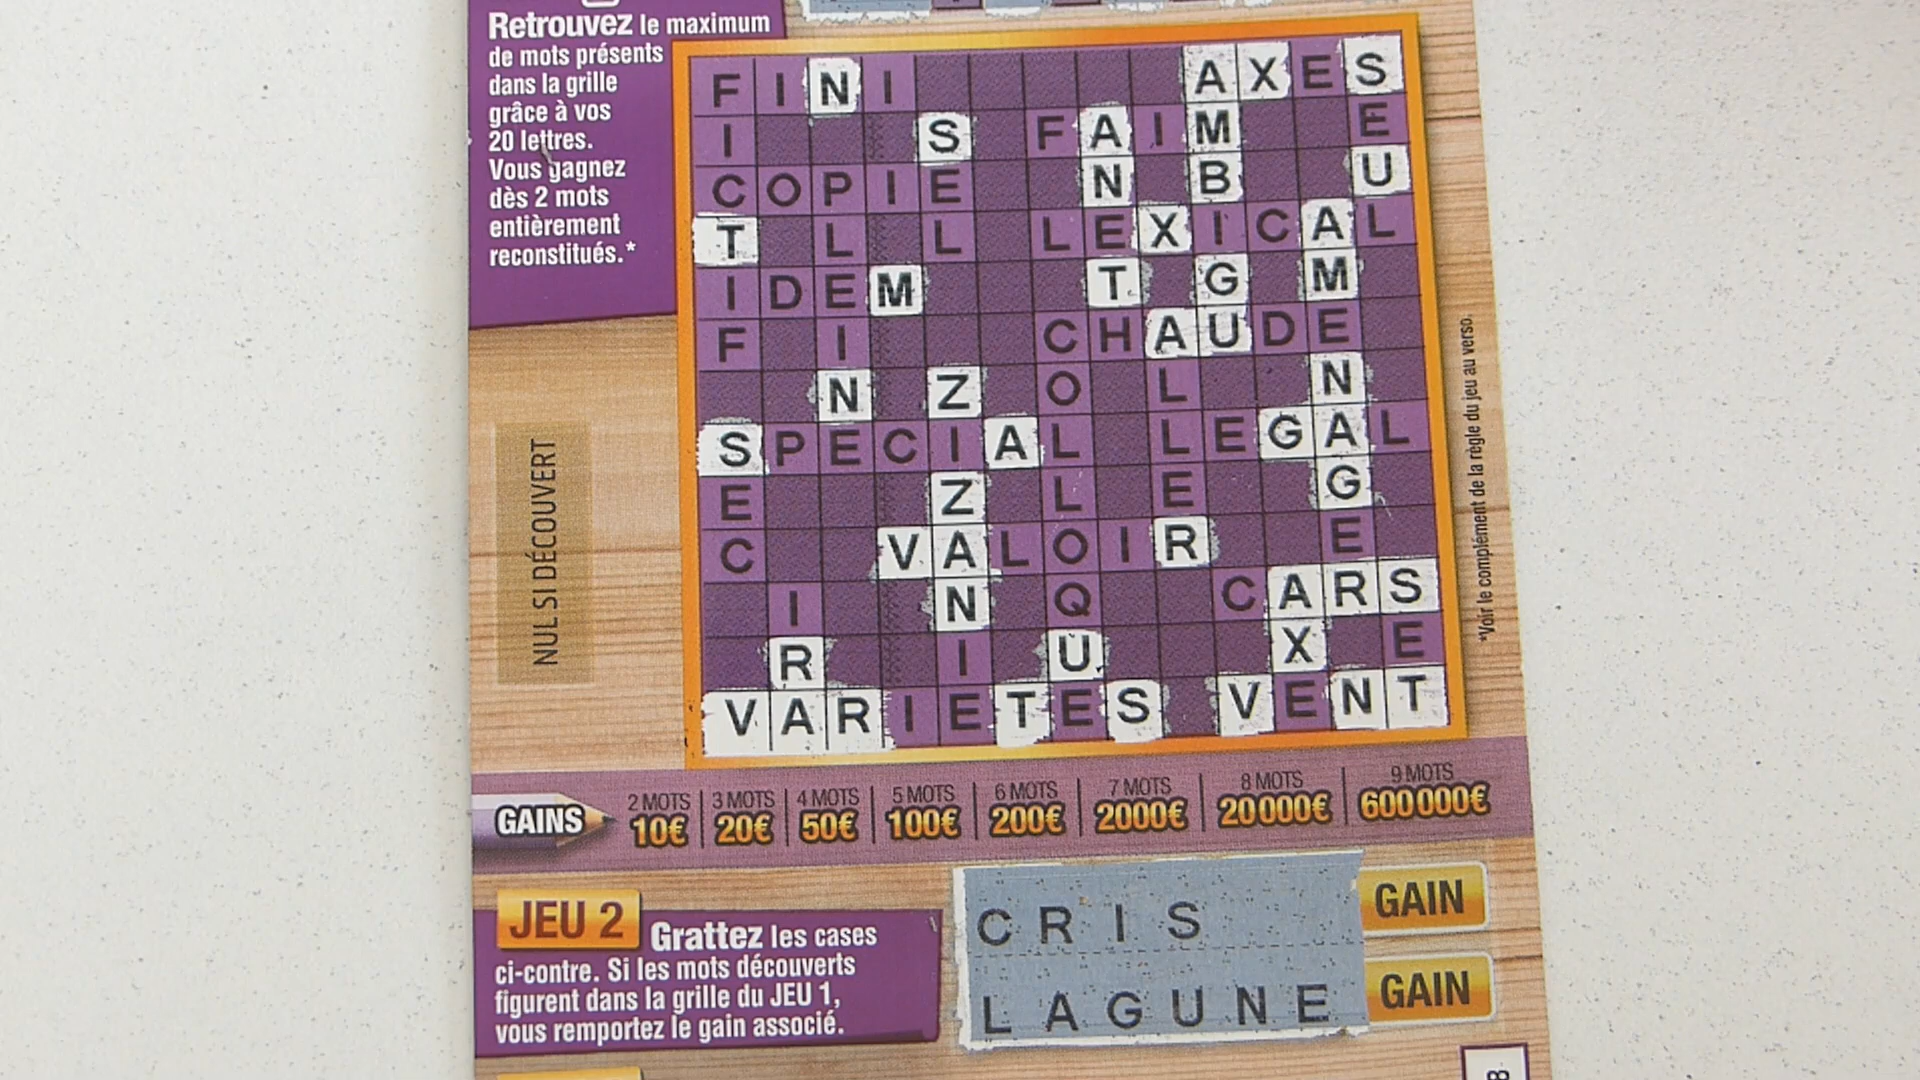 Retrouvez le maximum
de mots présents
dans la grille
grâce à vos
20 lettres.
Vous gagnez
dès 2 mots
entièrement
reconstitués.*
F I N I A X E S
I S F A I M E
C O P I E N B U
T L L L E X I C A L
I D E M T G M
F I C H A U D E
N Z O L N
S P E C I A L L E G A L
E Z L E G
C V A L O I R E
I N Q C A R S
R I U X E
V A R I E T E S V E N T
NUL SI DÉCOUVERT
*Voir le complément de la règle du jeu au verso.
GAINS
2 MOTS 3 MOTS 4 MOTS 5 MOTS 6 MOTS 7 MOTS 8 MOTS 9 MOTS
10€ 20€ 50€ 100€ 200€ 2000€ 20000€ 600000€
JEU 2 Grattez les cases
ci-contre. Si les mots découverts
figurent dans la grille du JEU 1,
vous remportez le gain associé.
C R I S GAIN
L A G U N E GAIN